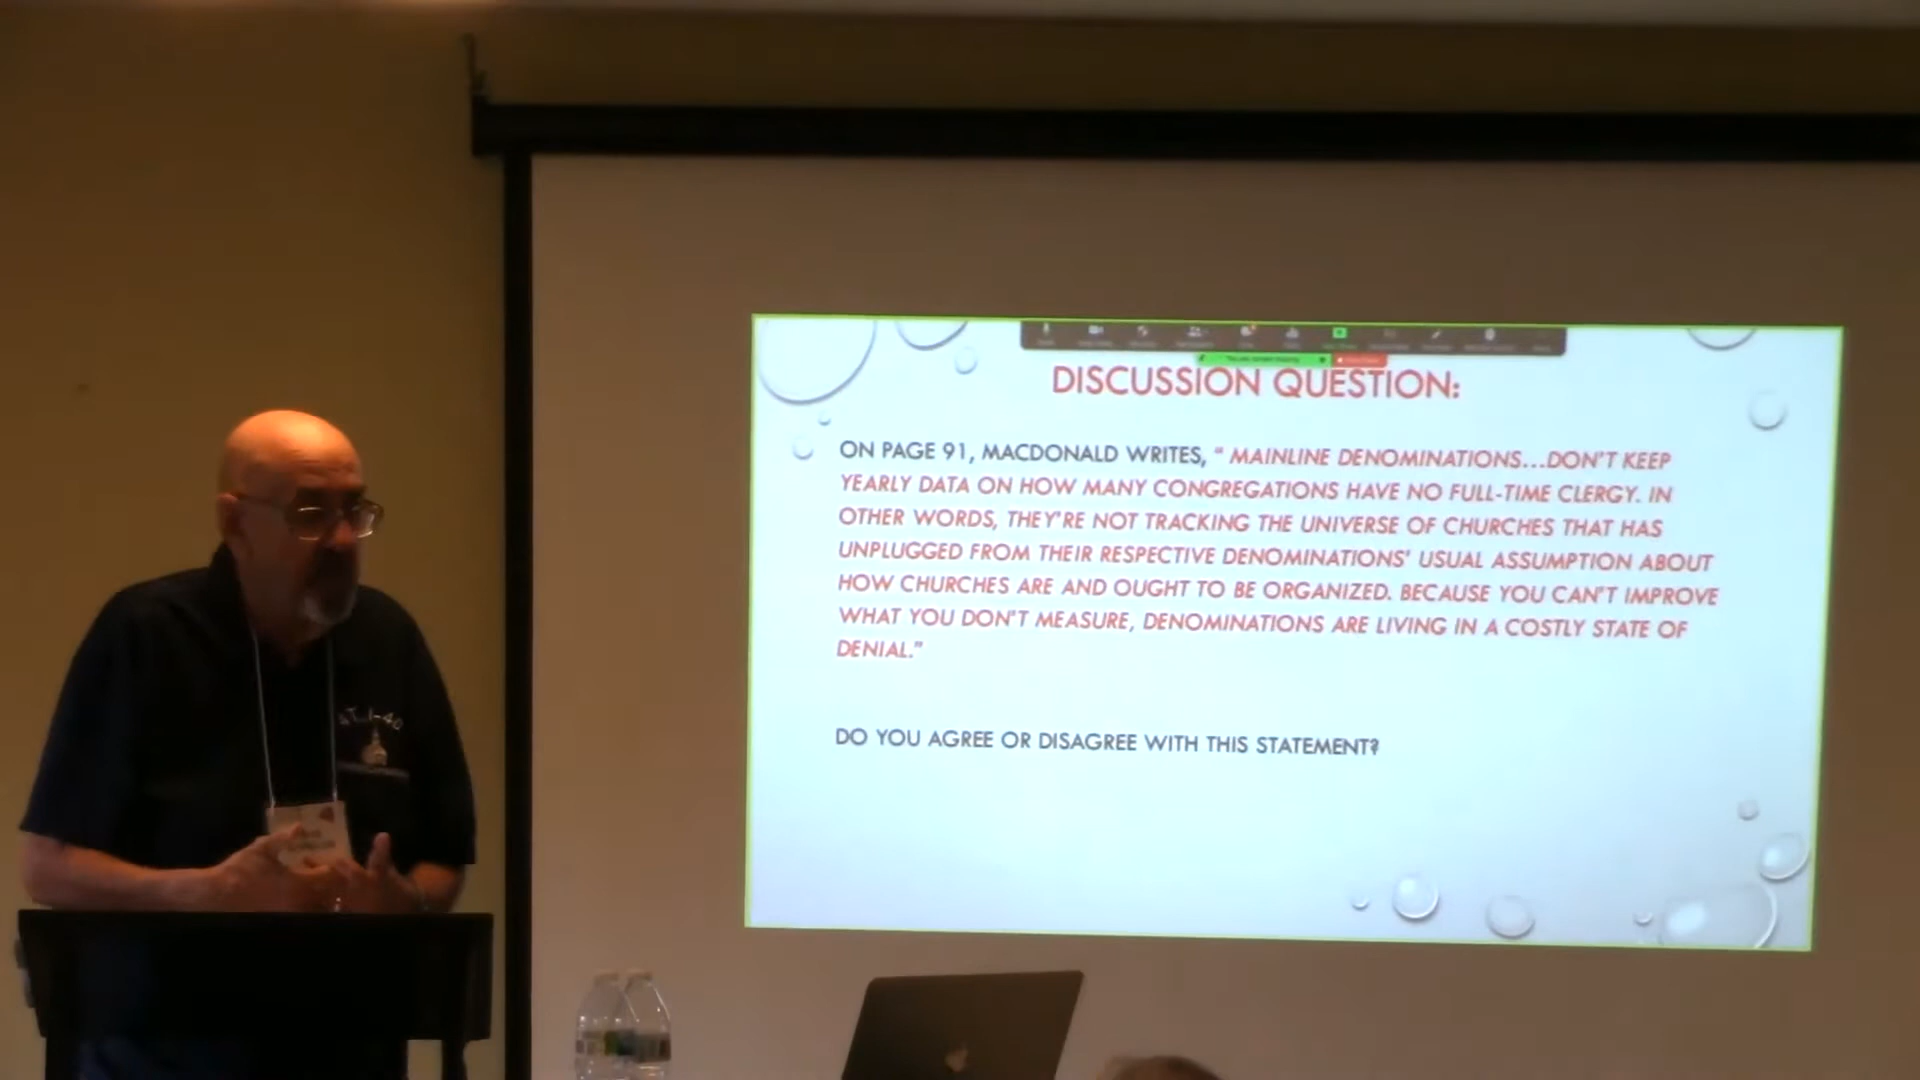 DISCUSSION QUESTION:
ON PAGE 91, MACDONALD WRITES, “ MAINLINE DENOMINATIONS...DON'T KEEP
YEARLY DATA ON HOW MANY CONGREGATIONS HAVE NO FULL-TIME CLERGY. IN
OTHER WORDS, THEY'RE NOT TRACKING THE UNIVERSE OF CHURCHES THAT HAS
UNPLUGGED FROM THEIR RESPECTIVE DENOMINATIONS' USUAL ASSUMPTION ABOUT
HOW CHURCHES ARE AND OUGHT TO BE ORGANIZED. BECAUSE YOU CAN'T IMPROVE
WHAT YOU DON'T MEASURE, DENOMINATIONS ARE LIVING IN A COSTLY STATE OF
DENIAL.”
DO YOU AGREE OR DISAGREE WITH THIS STATEMENT?